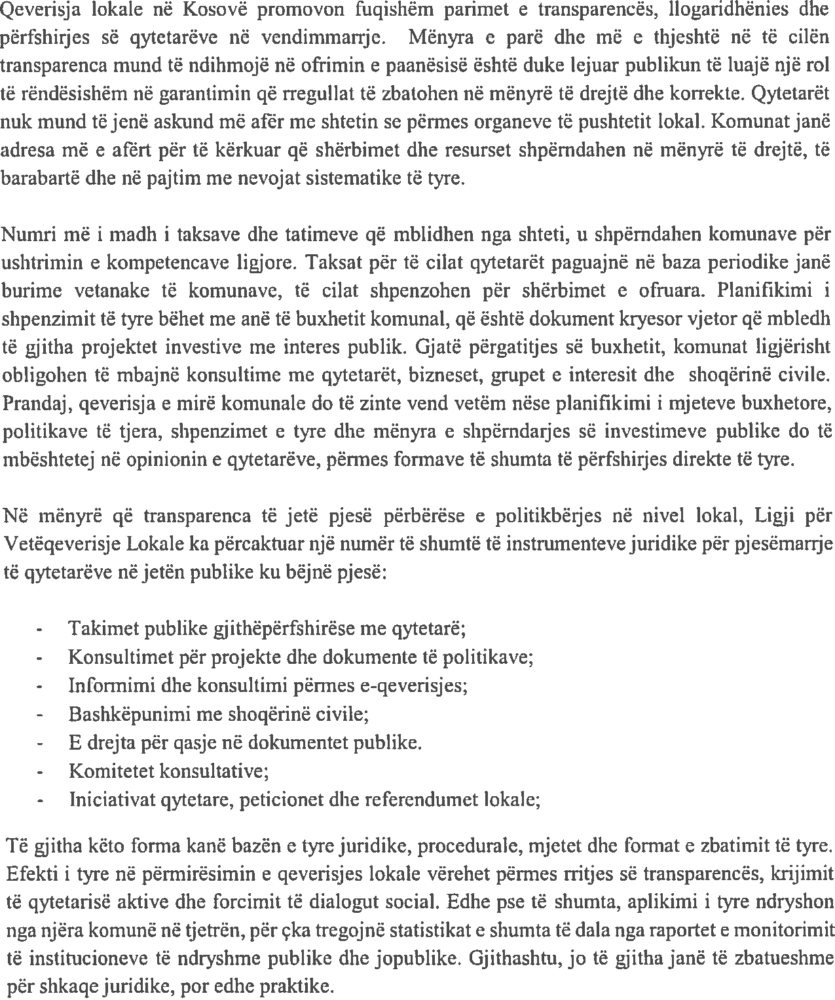 Qeverisja lokale në Kosovë promovon fuqishëm parimet e transparencës, llogaridhënies dhe
përfshirjes së qytetarëve në vendimmarrje. Mënyra e parë dhe më e thjeshtë në të cilën
transparenca mund të ndihmojë në ofrimin e paanësisë është duke lejuar publikun të luajë një rol
të rëndësishëm në garantimin që rregullat të zbatohen në mënyrë të drejtë dhe korrekte. Qytetarët
nuk mund të jenë askund më afër me shtetin se përmes organeve të pushtetit lokal. Komunat janë
adresa më e afërt për të kërkuar që shërbimet dhe resurset shpërndahen në mënyrë të drejtë, të
barabartë dhe në pajtim me nevojat sistematike të tyre.
Numri më i madh i taksave dhe tatimeve që mblidhen nga shteti, u shpërndahen komunave për
ushtrimin e kompetencave ligjore. Taksat për të cilat qytetarët paguajnë në baza periodike janë
burime vetanake të komunave, të cilat shpenzohen për shërbimet e ofruara. Planifikimi i
shpenzimit të tyre bëhet me anë të buxhetit komunal, që është dokument kryesor vjetor që mbledh
të gjitha projektet investive me interes publik. Gjatë përgatitjes së buxhetit, komunat ligjërisht
obligohen të mbajnë konsultime me qytetarët, bizneset, grupet e interesit dhe shoqërinë civile.
Prandaj, qeverisja e mirë komunale do të zinte vend vetëm nëse planifikimi i mjeteve buxhetore,
politikave të tjera, shpenzimet e tyre dhe mënyra e shpërndarjes së investimeve publike do të
mbështetej në opinionin e qytetarëve, përmes formave të shumta të përfshirjes direkte të tyre.
Në mënyrë që transparenca të jetë pjesë përbërëse e politikbërjes në nivel lokal, Ligji për
Vetëqeverisje Lokale ka përcaktuar një numër të shumtë të instrumenteve juridike për pjesëmarrje
të qytetarëve në jetën publike ku bëjnë pjesë:
- Takimet publike gjithëpërfshirëse me qytetarë;
- Konsultimet për projekte dhe dokumente të politikave;
- Informimi dhe konsultimi përmes e-qeverisjes;
- Bashkëpunimi me shoqërinë civile;
- E drejta për qasje në dokumentet publike.
- Komitetet konsultative;
- Iniciativat qytetare, peticionet dhe referendumet lokale;
Të gjitha këto forma kanë bazën e tyre juridike, procedurale, mjetet dhe format e zbatimit të tyre.
Efekti i tyre në përmirësimin e qeverisjes lokale vërehet përmes rritjes së transparencës, krijimit
të qytetarisë aktive dhe forcimit të dialogut social. Edhe pse të shumta, aplikimi i tyre ndryshon
nga njëra komunë në tjetrën, për çka tregojnë statistikat e shumta të dala nga raportet e monitorimit
të institucioneve të ndryshme publike dhe jopublike. Gjithashtu, jo të gjitha janë të zbatueshme
për shkaqe juridike, por edhe praktike.